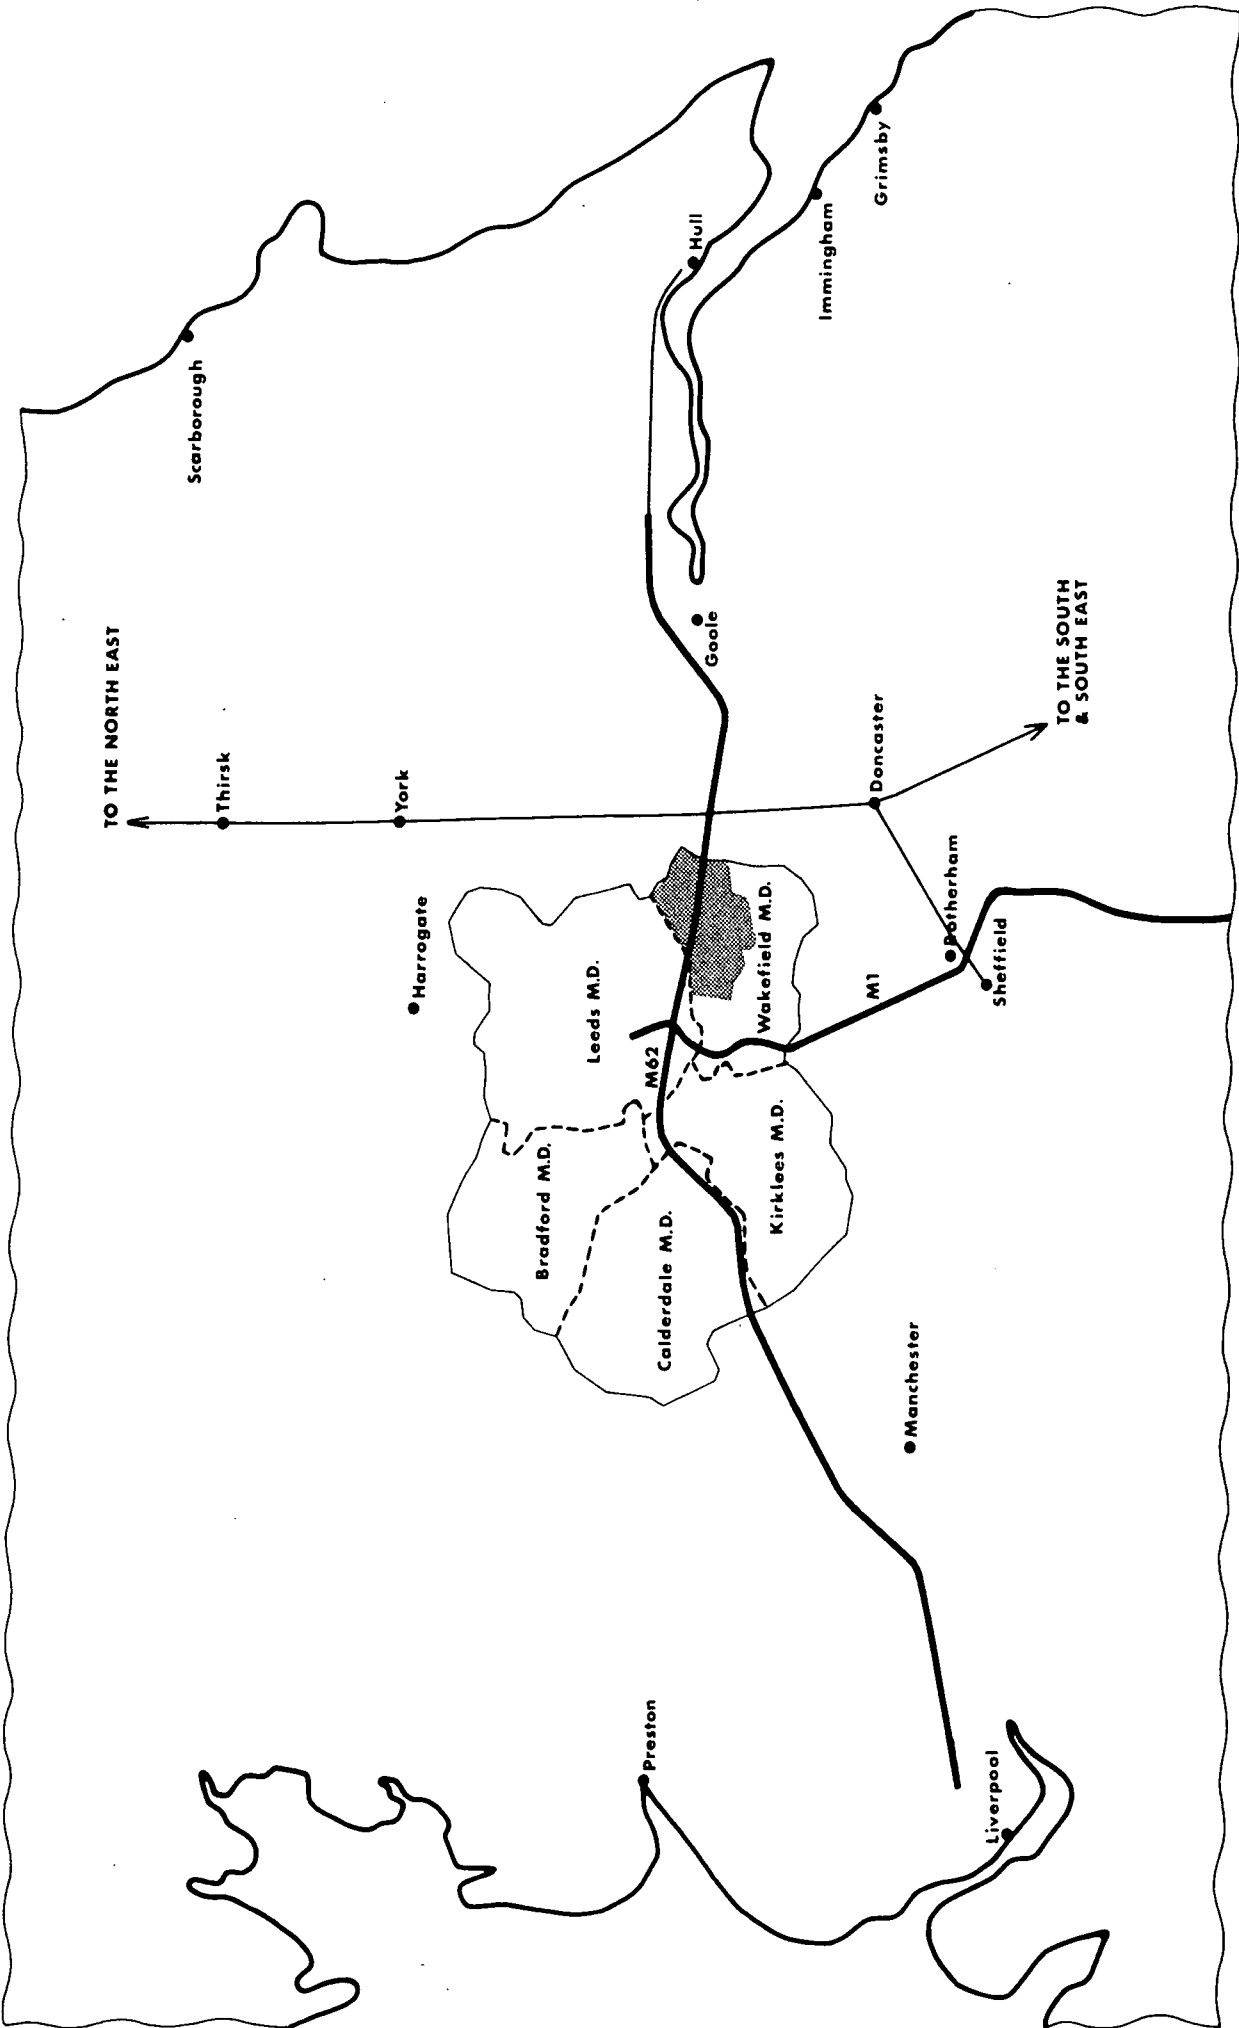 TO THE NORTH EAST
Scarborough
Thirsk
York
Harrogate
Leeds M.D.
Bradford M.D.
Calderdale M.D.
Kirklees M.D.
Wakefield M.D.
M62
M1
Preston
Liverpool
Manchester
Sheffield
Rotherham
Doncaster
Goole
Hull
Immingham
Grimsby
TO THE SOUTH
& SOUTH EAST